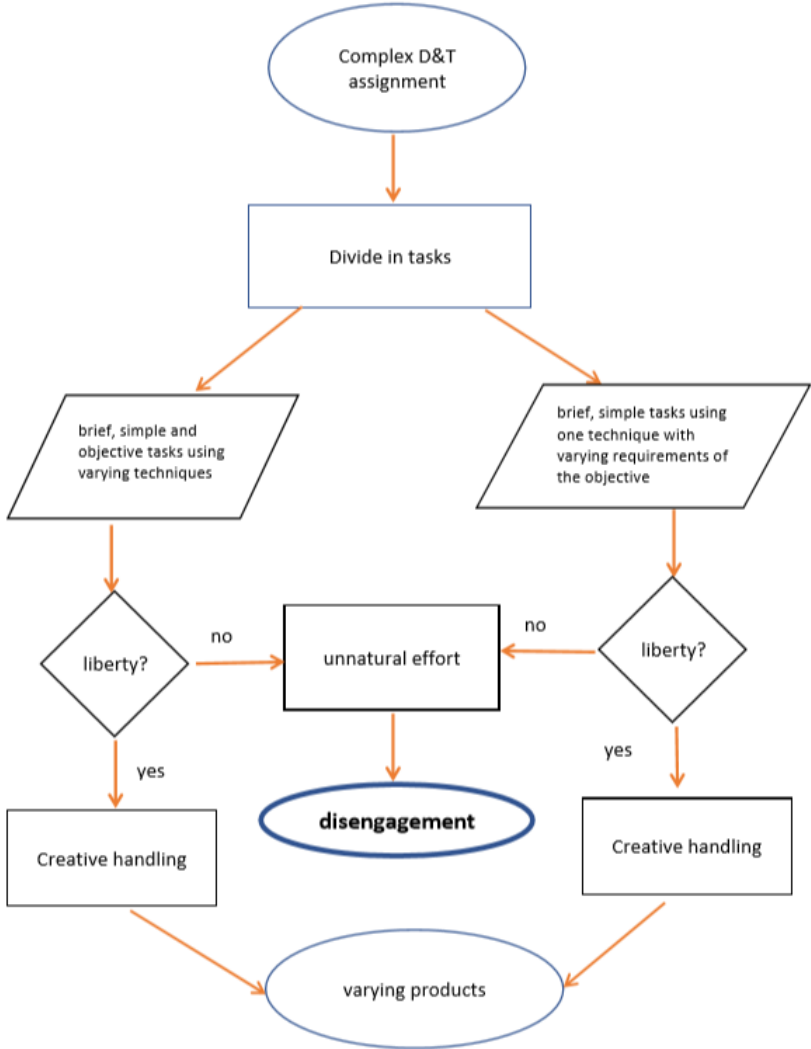 Complex D&T
assignment
Divide in tasks
brief, simple and
objective tasks using
varying techniques
brief, simple tasks using
one technique with
varying requirements of
the objective
liberty?
no
unnatural effort
no
liberty?
yes
yes
disengagement
Creative handling
Creative handling
varying products